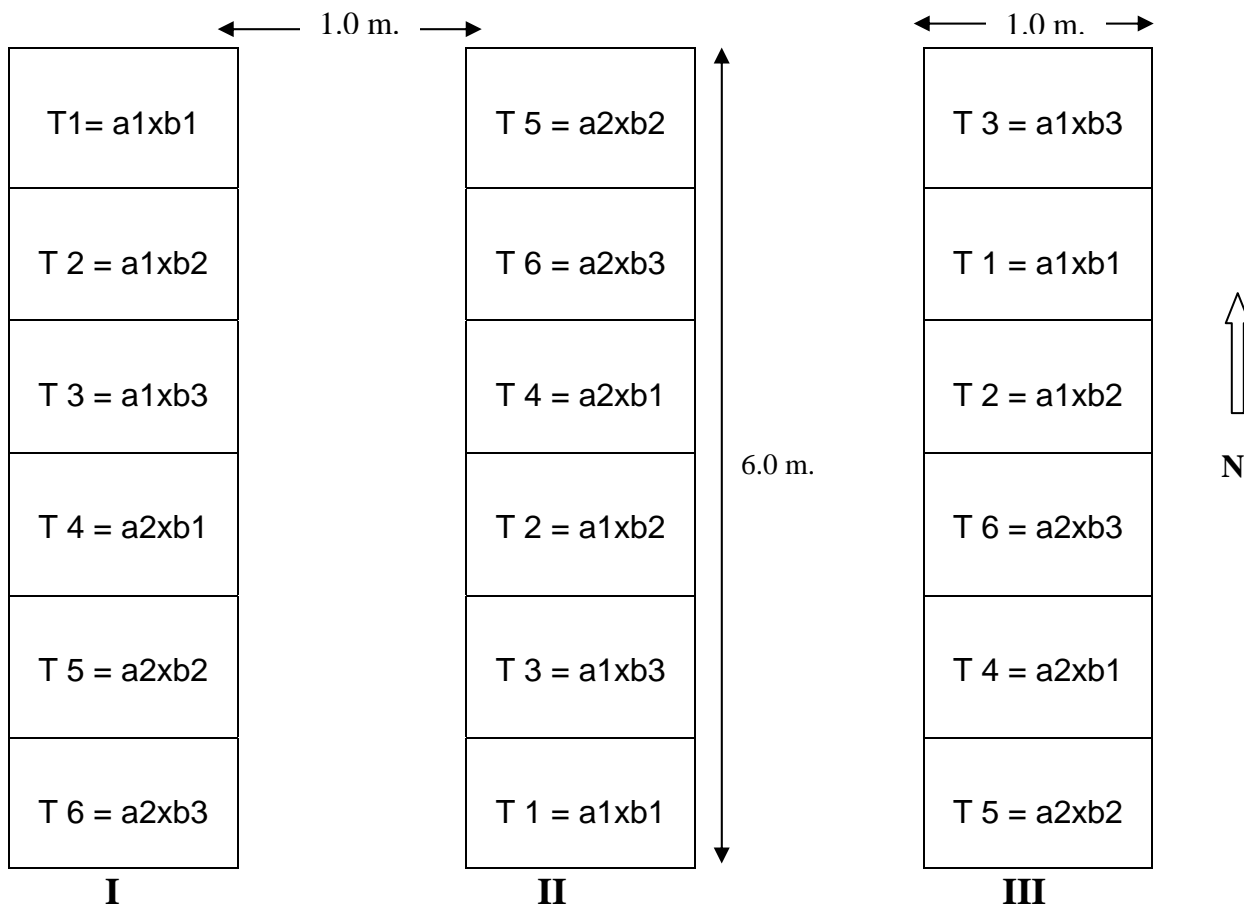 1.0 m.
1.0 m.
T1= a1xb1
T 5 = a2xb2
T 3 = a1xb3
T 2 = a1xb2
T 6 = a2xb3
T 1 = a1xb1
T 3 = a1xb3
T 4 = a2xb1
T 2 = a1xb2
6.0 m.
N
T 4 = a2xb1
T 2 = a1xb2
T 6 = a2xb3
T 5 = a2xb2
T 3 = a1xb3
T 4 = a2xb1
T 6 = a2xb3
T 1 = a1xb1
T 5 = a2xb2
I
II
III